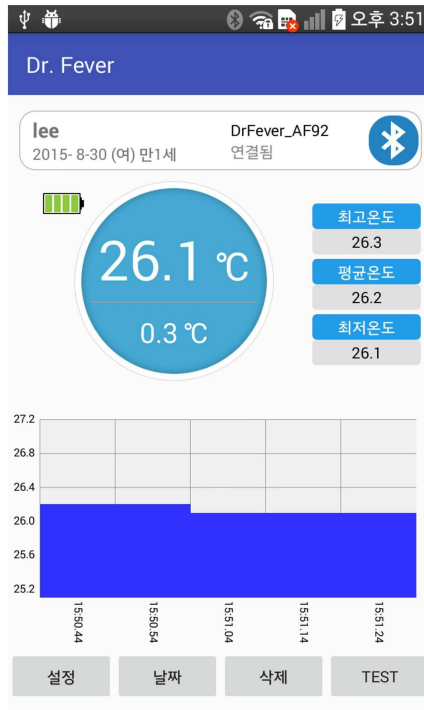 오후 3:51
Dr. Fever
lee
DrFever_AF92
2015- 8-30 (여) 만1세
연결됨
26.1 ℃
0.3 ℃
최고온도
26.3
평균온도
26.2
최저온도
26.1
27.2
26.8
26.4
26.0
25.6
25.2
15:50.44
15:50.54
15:51.04
15:51.14
15:51.24
설정
날짜
삭제
TEST